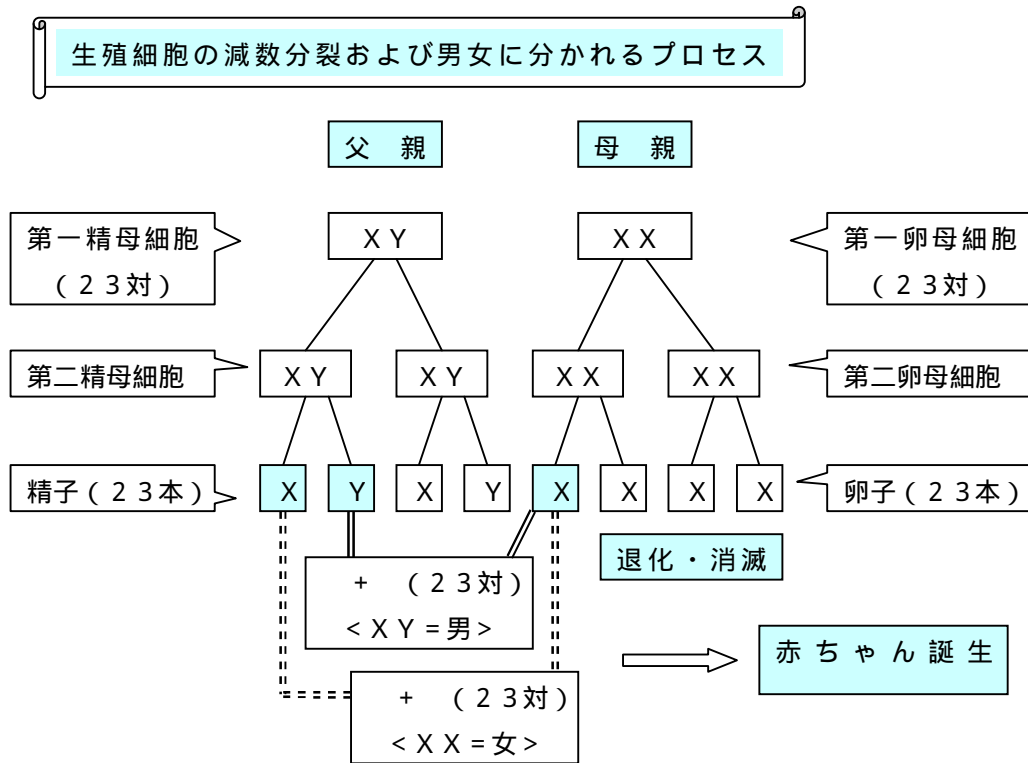 生殖細胞の減数分裂および男女に分かれるプロセス
父　親
母　親
第一精母細胞
（２３対）
ＸＹ
ＸＸ
第一卵母細胞
（２３対）
第二精母細胞
ＸＹ
ＸＹ
ＸＸ
ＸＸ
第二卵母細胞
精子（２３本）
Ｘ
Ｙ
Ｘ
Ｙ
Ｘ
Ｘ
Ｘ
Ｘ
卵子（２３本）
退化・消滅
＋　（２３対）
＜ＸＹ＝男＞
赤ちゃん誕生
＋　（２３対）
＜ＸＸ＝女＞